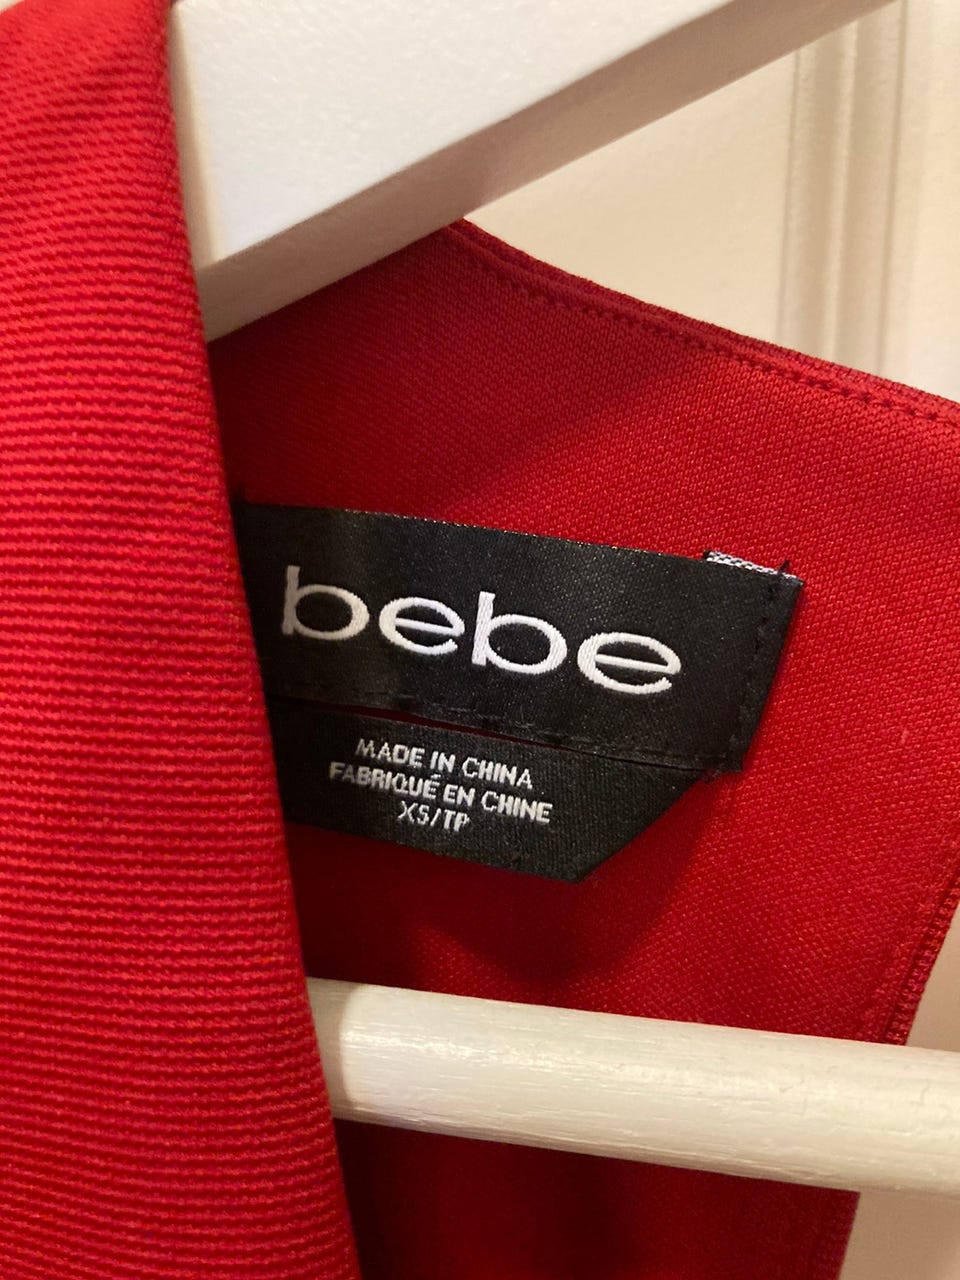 bebe
MADE IN CHINA
FABRIQUÉ EN CHINE
XS/TP